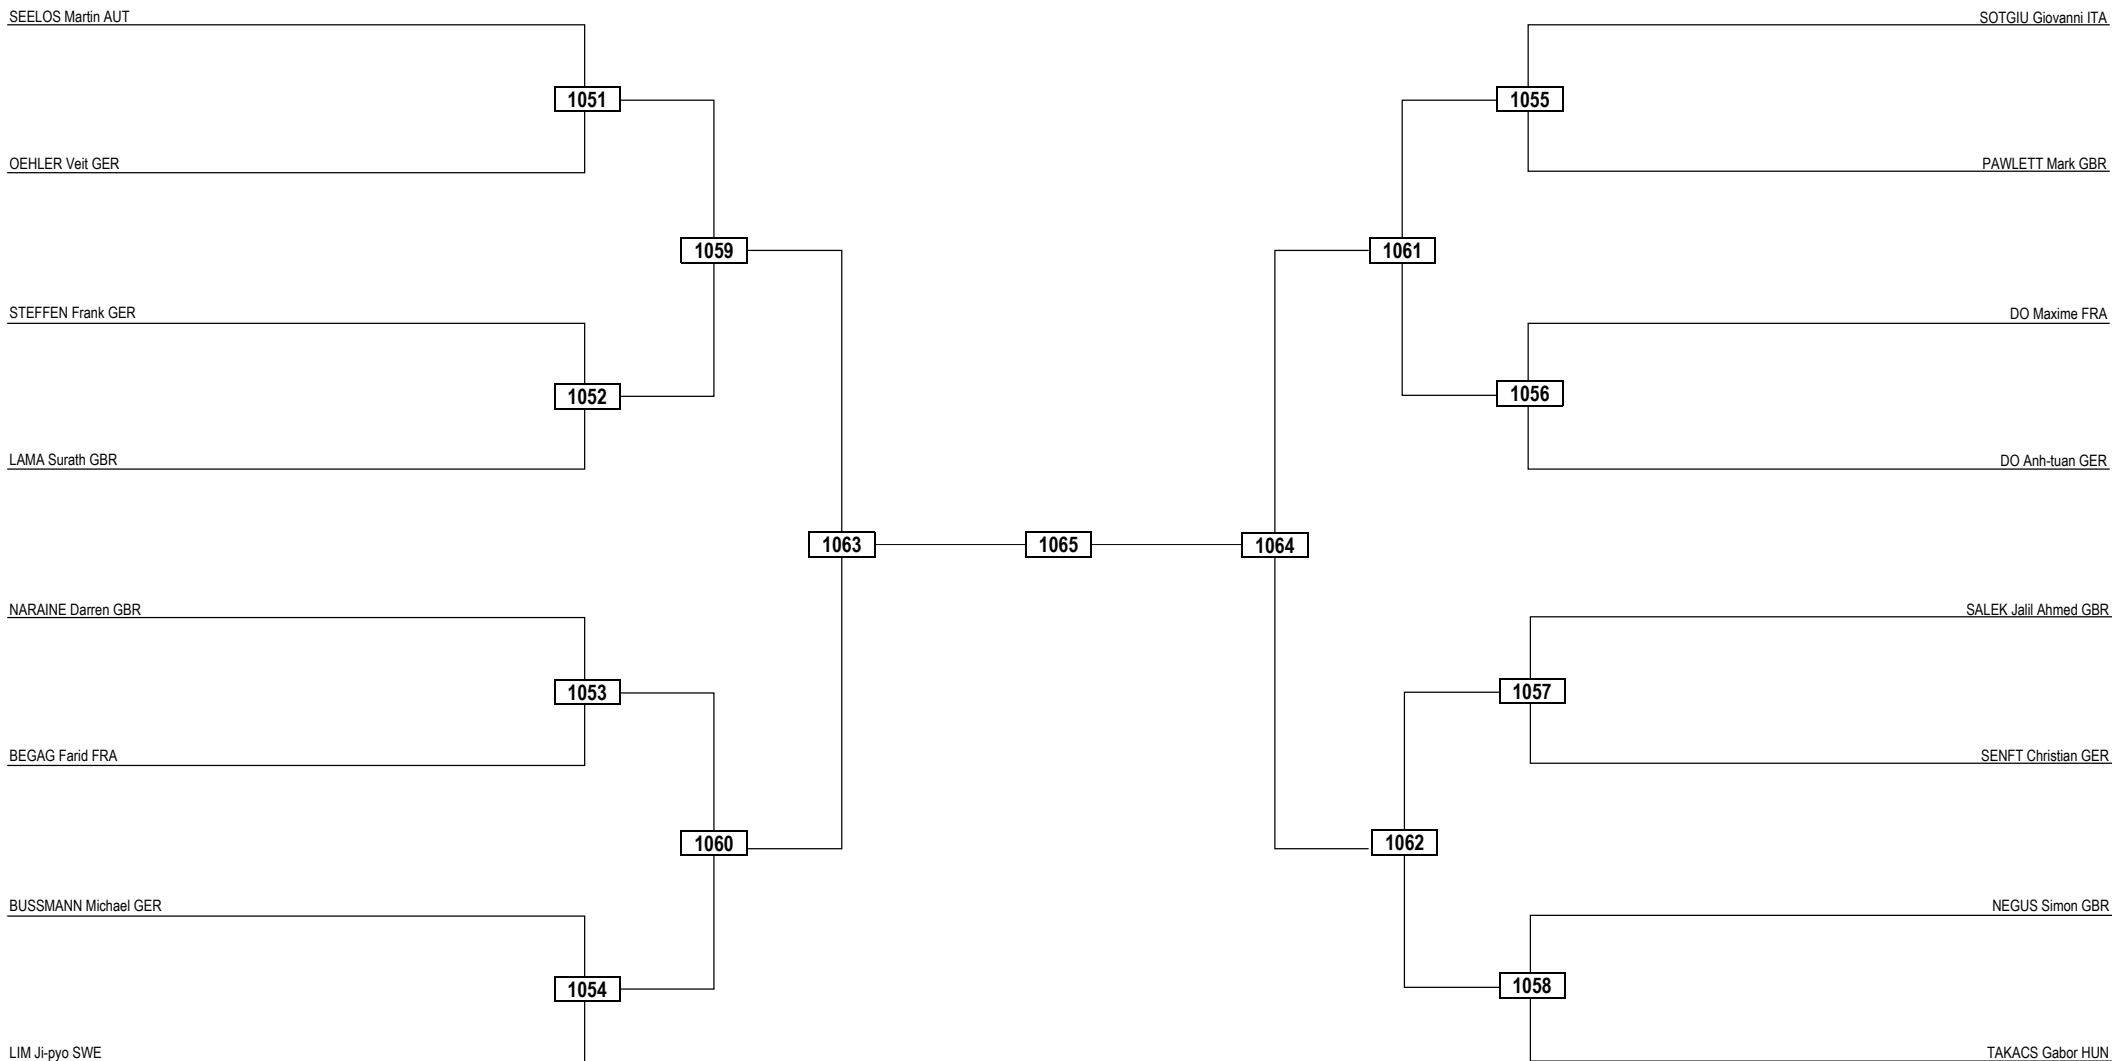 SEELOS Martin AUT
SOTGIU Giovanni ITA
1051
1055
OEHLER Veit GER
PAWLETT Mark GBR
1059
1061
STEFFEN Frank GER
DO Maxime FRA
1052
1056
LAMA Surath GBR
DO Anh-tuan GER
1063
1065
1064
NARAINE Darren GBR
SALEK Jalil Ahmed GBR
1053
1057
BEGAG Farid FRA
SENFT Christian GER
1060
1062
BUSSMANN Michael GER
NEGUS Simon GBR
1054
1058
LIM Ji-pyo SWE
TAKACS Gabor HUN